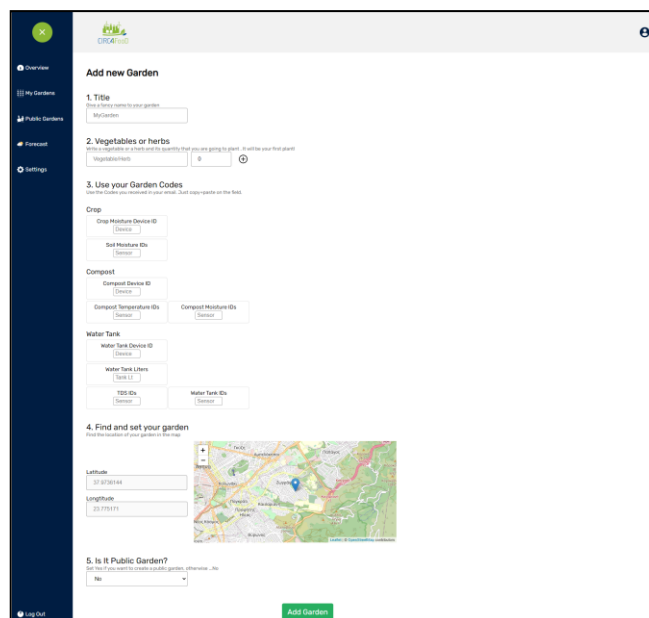 CIRC4FooD
Overview
My Gardens
Public Gardens
Forecast
Settings
Log Out
Add new Garden
1. Title
Give a fancy name to your garden
MyGarden
2. Vegetables or herbs
Write a vegetable or a herb and its quantity that you are going to plant . It will be your first plant!
Vegetable/Herb
0
3. Use your Garden Codes
Use the Codes you received in your email. Just copy-paste on the field.
Crop
Crop Moisture Device ID
Device
Soil Moisture IDs
Sensor
Compost
Compost Device ID
Device
Compost Temperature IDs
Sensor
Compost Moisture IDs
Sensor
Water Tank
Water Tank Device ID
Device
Water Tank Liters
Tank Lt
TDS IDs
Sensor
Water Tank IDs
Sensor
4. Find and set your garden
Find the location of your garden in the map
Latitude
37.9736144
Longtitude
23.775171
+
−
5. Is It Public Garden?
Set Yes if you want to create a public garden, otherwise ...No
No
Add Garden